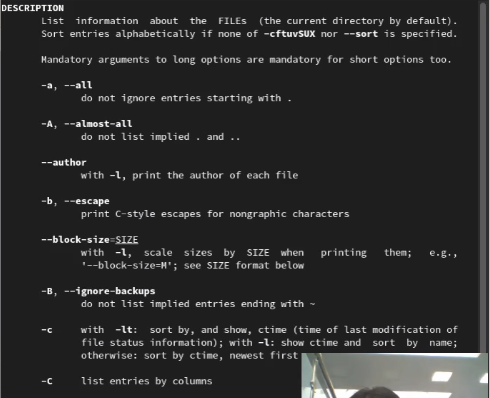 DESCRIPTION
List information about the FILEs (the current directory by default).
Sort entries alphabetically if none of -cftuvSUX nor --sort is specified.
Mandatory arguments to long options are mandatory for short options too.
-a, --all
do not ignore entries starting with .
-A, --almost-all
do not list implied . and ..
--author
with -l, print the author of each file
-b, --escape
print C-style escapes for nongraphic characters
--block-size=SIZE
with -l, scale sizes by SIZE when printing them; e.g.,
'--block-size=M'; see SIZE format below
-B, --ignore-backups
do not list implied entries ending with ~
-c with -lt: sort by, and show, ctime (time of last modification of
file status information); with -l: show ctime and sort by name;
otherwise: sort by ctime, newest first
-C list entries by columns